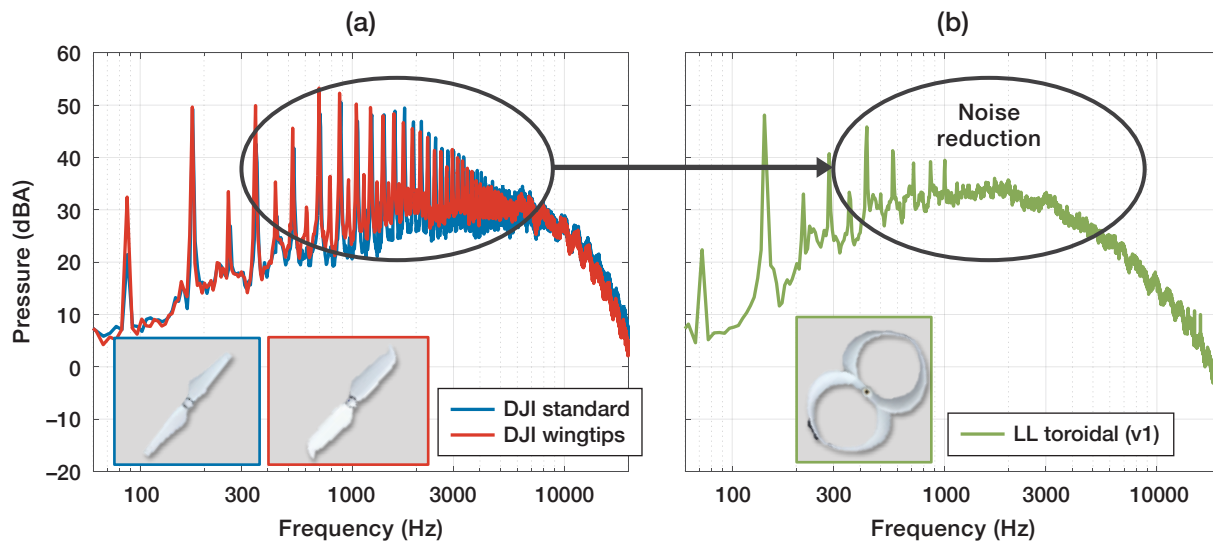 (a)
(b)
Pressure (dBA)
60
50
40
30
20
10
0
−10
−20
DJI standard
DJI wingtips
100
300
1000
3000
10000
Frequency (Hz)
Noise
reduction
LL toroidal (v1)
100
300
1000
3000
10000
Frequency (Hz)